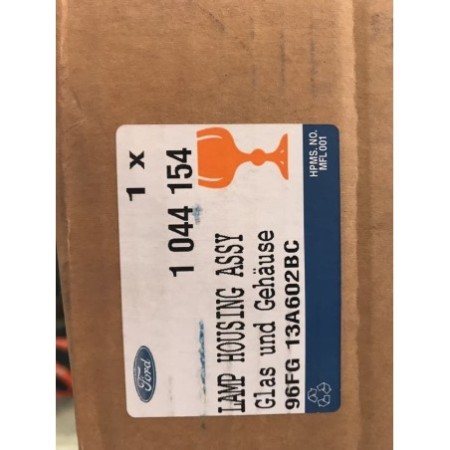 1 x
1 044 154
LAMP HOUSING ASSY
Glas und Gehäuse
96FG 13A602BC
Ford
HPMS. NO.
MFL001